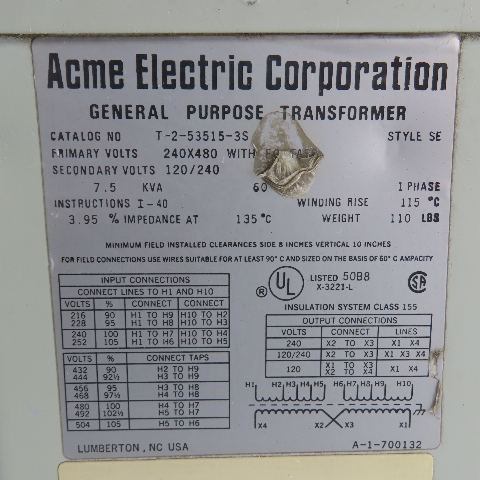 Acme Electric Corporation
GENERAL PURPOSE TRANSFORMER
CATALOG NO T-2-53515-3S STYLE SE
PRIMARY VOLTS 240X480 WITH
SECONDARY VOLTS 120/240
7.5 KVA 60 1 PHASE
INSTRUCTIONS I-40 WINDING RISE 115 °C
3.95 % IMPEDANCE AT 135 °C WEIGHT 110 LBS
MINIMUM FIELD INSTALLED CLEARANCES SIDE 8 INCHES VERTICAL 10 INCHES
FOR FIELD CONNECTIONS USE WIRES SUITABLE FOR AT LEAST 90° C AND SIZED ON THE BASIS OF 60° C AMPACITY
INPUT CONNECTIONS
CONNECT LINES TO H1 AND H10
VOLTS % CONNECT CONNECT
216 90 H1 TO H9 H10 TO H2
228 95 H1 TO H8 H10 TO H3
240 100 H1 TO H7 H10 TO H4
252 105 H1 TO H6 H10 TO H5
VOLTS % CONNECT TAPS
432 90 H2 TO H9
444 92½ H3 TO H9
456 95 H3 TO H8
468 97½ H4 TO H8
480 100 H4 TO H7
492 102½ H5 TO H7
504 105 H5 TO H6
® UL LISTED 50B8 SA
X-3221-L
INSULATION SYSTEM CLASS 155
OUTPUT CONNECTIONS
VOLTS CONNECT LINES
240 X2 TO X3 X1 X4
120/240 X2 TO X3 X1 X3 X4
120 X1 TO X3 X1 X4
X2 TO X4
H1 H2 H3 H4 H5 H6 H7 H8 H9 H10
X4 X2 X3 X1
LUMBERTON, NC USA A-1-700132